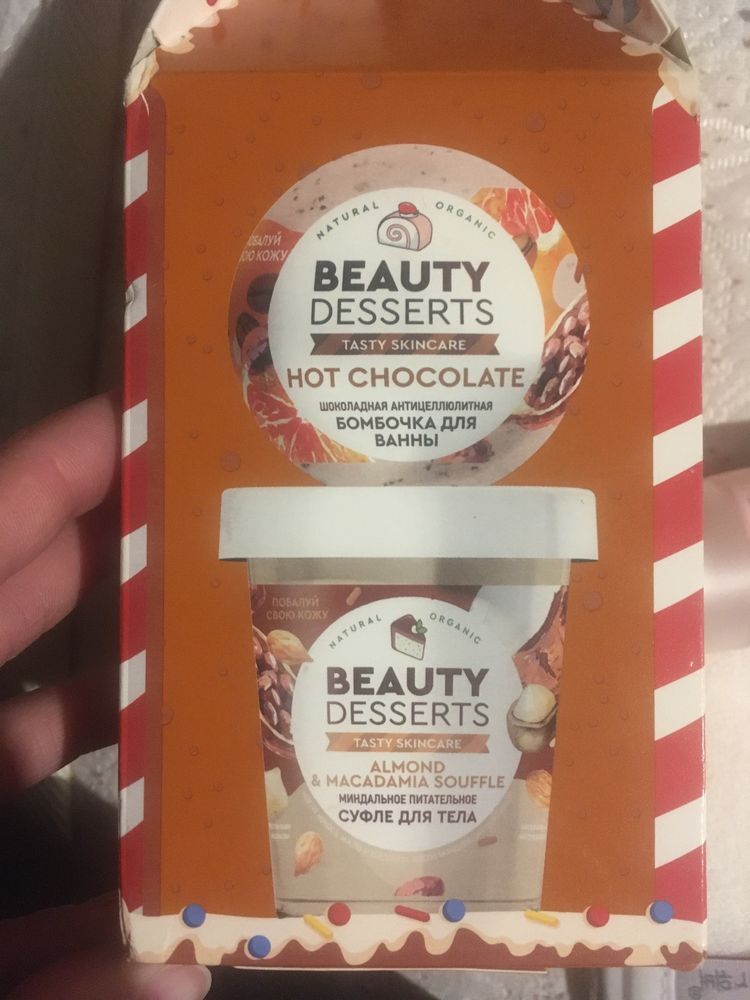 NATURAL ORGANIC
ПОБАЛУЙ
СВОЮ КОЖУ
BEAUTY
DESSERTS
TASTY SKINCARE
HOT CHOCOLATE
ШОКОЛАДНАЯ АНТИЦЕЛЛЮЛИТНАЯ
БОМБОЧКА ДЛЯ
ВАННЫ
ПОБАЛУЙ
СВОЮ КОЖУ
NATURAL ORGANIC
BEAUTY
DESSERTS
TASTY SKINCARE
ALMOND
& MACADAMIA SOUFFLE
МИНДАЛЬНОЕ ПИТАТЕЛЬНОЕ
СУФЛЕ ДЛЯ ТЕЛА